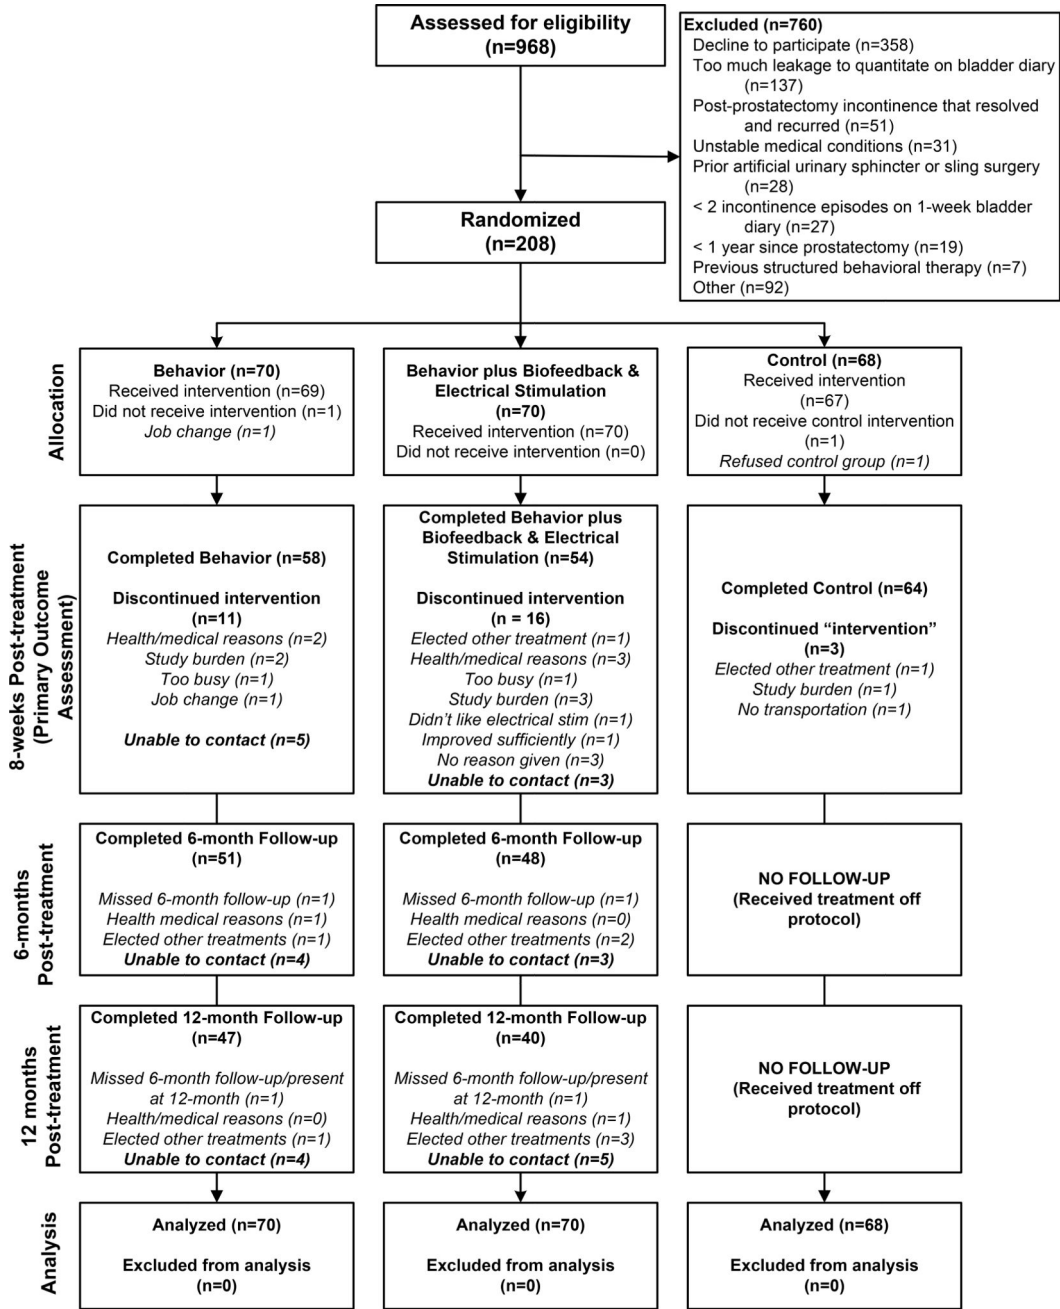 Assessed for eligibility
(n=968)
Excluded (n=760)
Decline to participate (n=358)
Too much leakage to quantitate on bladder diary
(n=137)
Post-prostatectomy incontinence that resolved
and recurred (n=51)
Unstable medical conditions (n=31)
Prior artificial urinary sphincter or sling surgery
(n=28)
< 2 incontinence episodes on 1-week bladder
diary (n=27)
< 1 year since prostatectomy (n=19)
Previous structured behavioral therapy (n=7)
Other (n=92)
Randomized
(n=208)
Allocation
Behavior (n=70)
Received intervention (n=69)
Did not receive intervention (n=1)
Job change (n=1)
Behavior plus Biofeedback &
Electrical Stimulation
(n=70)
Received intervention (n=70)
Did not receive intervention (n=0)
Control (n=68)
Received intervention
(n=67)
Did not receive control intervention
(n=1)
Refused control group (n=1)
8-weeks Post-treatment
(Primary Outcome
Assessment)
Completed Behavior (n=58)
Discontinued intervention
(n=11)
Health/medical reasons (n=2)
Study burden (n=2)
Too busy (n=1)
Job change (n=1)
Unable to contact (n=5)
Completed Behavior plus
Biofeedback & Electrical
Stimulation (n=54)
Discontinued intervention
(n = 16)
Elected other treatment (n=1)
Health/medical reasons (n=3)
Too busy (n=1)
Study burden (n=3)
Didn't like electrical stim (n=1)
Improved sufficiently (n=1)
No reason given (n=3)
Unable to contact (n=3)
Completed Control (n=64)
Discontinued “intervention”
(n=3)
Elected other treatment (n=1)
Study burden (n=1)
No transportation (n=1)
6-months
Post-treatment
Completed 6-month Follow-up
(n=51)
Missed 6-month follow-up (n=1)
Health medical reasons (n=1)
Elected other treatments (n=1)
Unable to contact (n=4)
Completed 6-month Follow-up
(n=48)
Missed 6-month follow-up (n=1)
Health medical reasons (n=0)
Elected other treatments (n=2)
Unable to contact (n=3)
NO FOLLOW-UP
(Received treatment off
protocol)
12 months
Post-treatment
Completed 12-month Follow-up
(n=47)
Missed 6-month follow-up/present
at 12-month (n=1)
Health/medical reasons (n=0)
Elected other treatments (n=1)
Unable to contact (n=4)
Completed 12-month Follow-up
(n=40)
Missed 6-month follow-up/present
at 12-month (n=1)
Health/medical reasons (n=1)
Elected other treatments (n=3)
Unable to contact (n=5)
NO FOLLOW-UP
(Received treatment off
protocol)
Analysis
Analyzed (n=70)
Excluded from analysis
(n=0)
Analyzed (n=70)
Excluded from analysis
(n=0)
Analyzed (n=68)
Excluded from analysis
(n=0)